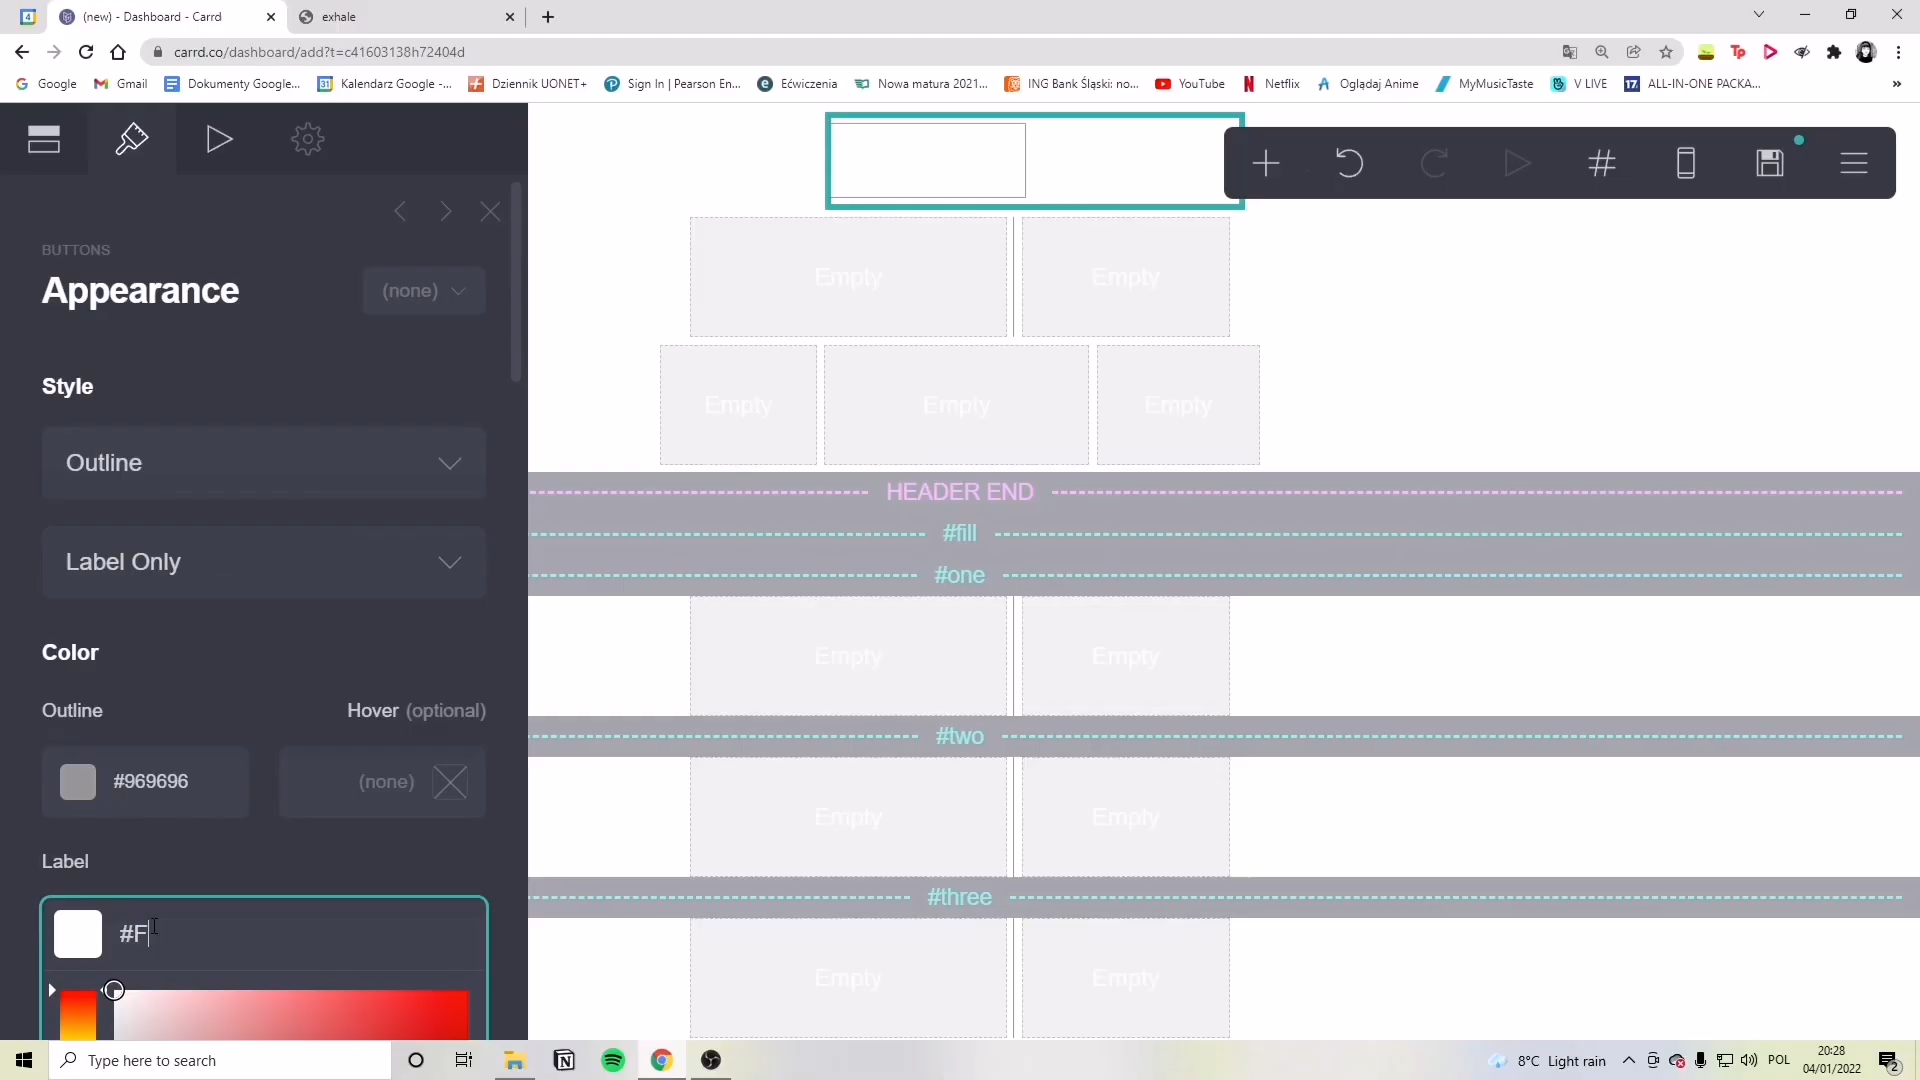 (new) - Dashboard - Carrd
exhale
carrd.co/dashboard/add?t=c41603138h72404d
Google
Gmail
Dokumenty Google...
Kalendarz Google -...
Dziennik UONET+
Sign In | Pearson En...
Ećwiczenia
Nowa matura 2021...
ING Bank Śląski: no...
YouTube
Netflix
Oglądaj Anime
MyMusicTaste
V LIVE
ALL-IN-ONE PACKA...
»
BUTTONS
Appearance
(none)
Style
Outline
Label Only
Color
Outline
Hover (optional)
#969696
(none)
Label
#F
Empty
Empty
Empty
Empty
Empty
HEADER END
#fill
#one
Empty
Empty
#two
Empty
Empty
#three
Empty
Empty
Type here to search
8°C Light rain
POL
20:28
04/01/2022
2